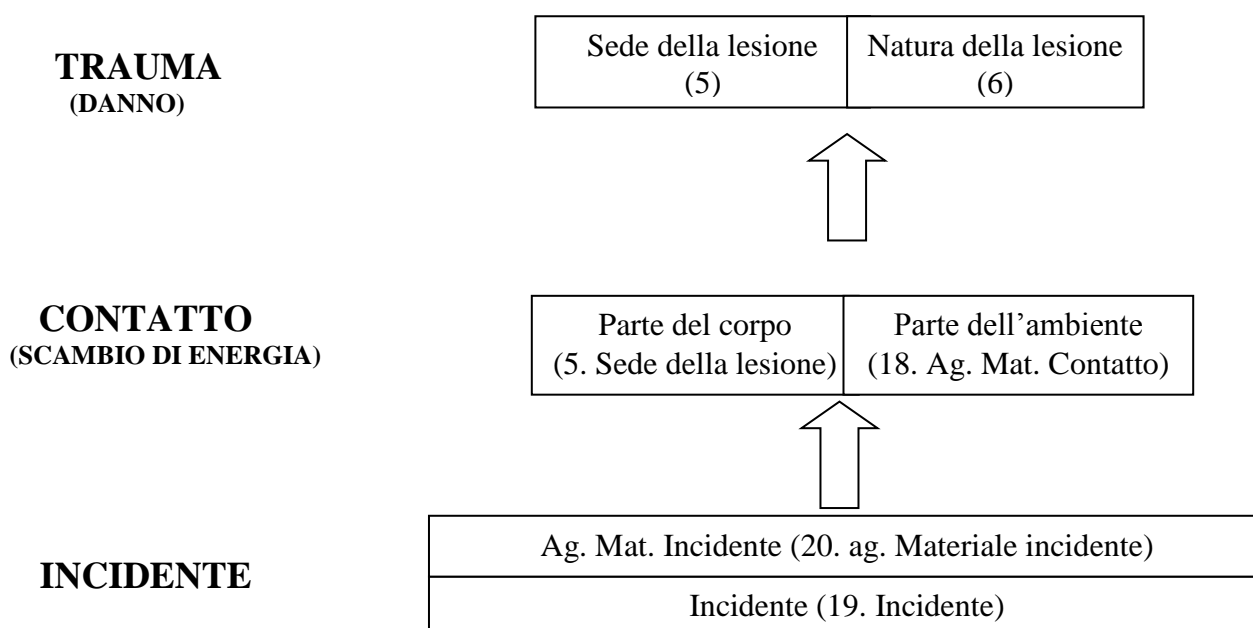 TRAUMA
(DANNO)
Sede della lesione
(5)
Natura della lesione
(6)
CONTATTO
(SCAMBIO DI ENERGIA)
Parte del corpo
(5. Sede della lesione)
Parte dell’ambiente
(18. Ag. Mat. Contatto)
INCIDENTE
Ag. Mat. Incidente (20. ag. Materiale incidente)
Incidente (19. Incidente)